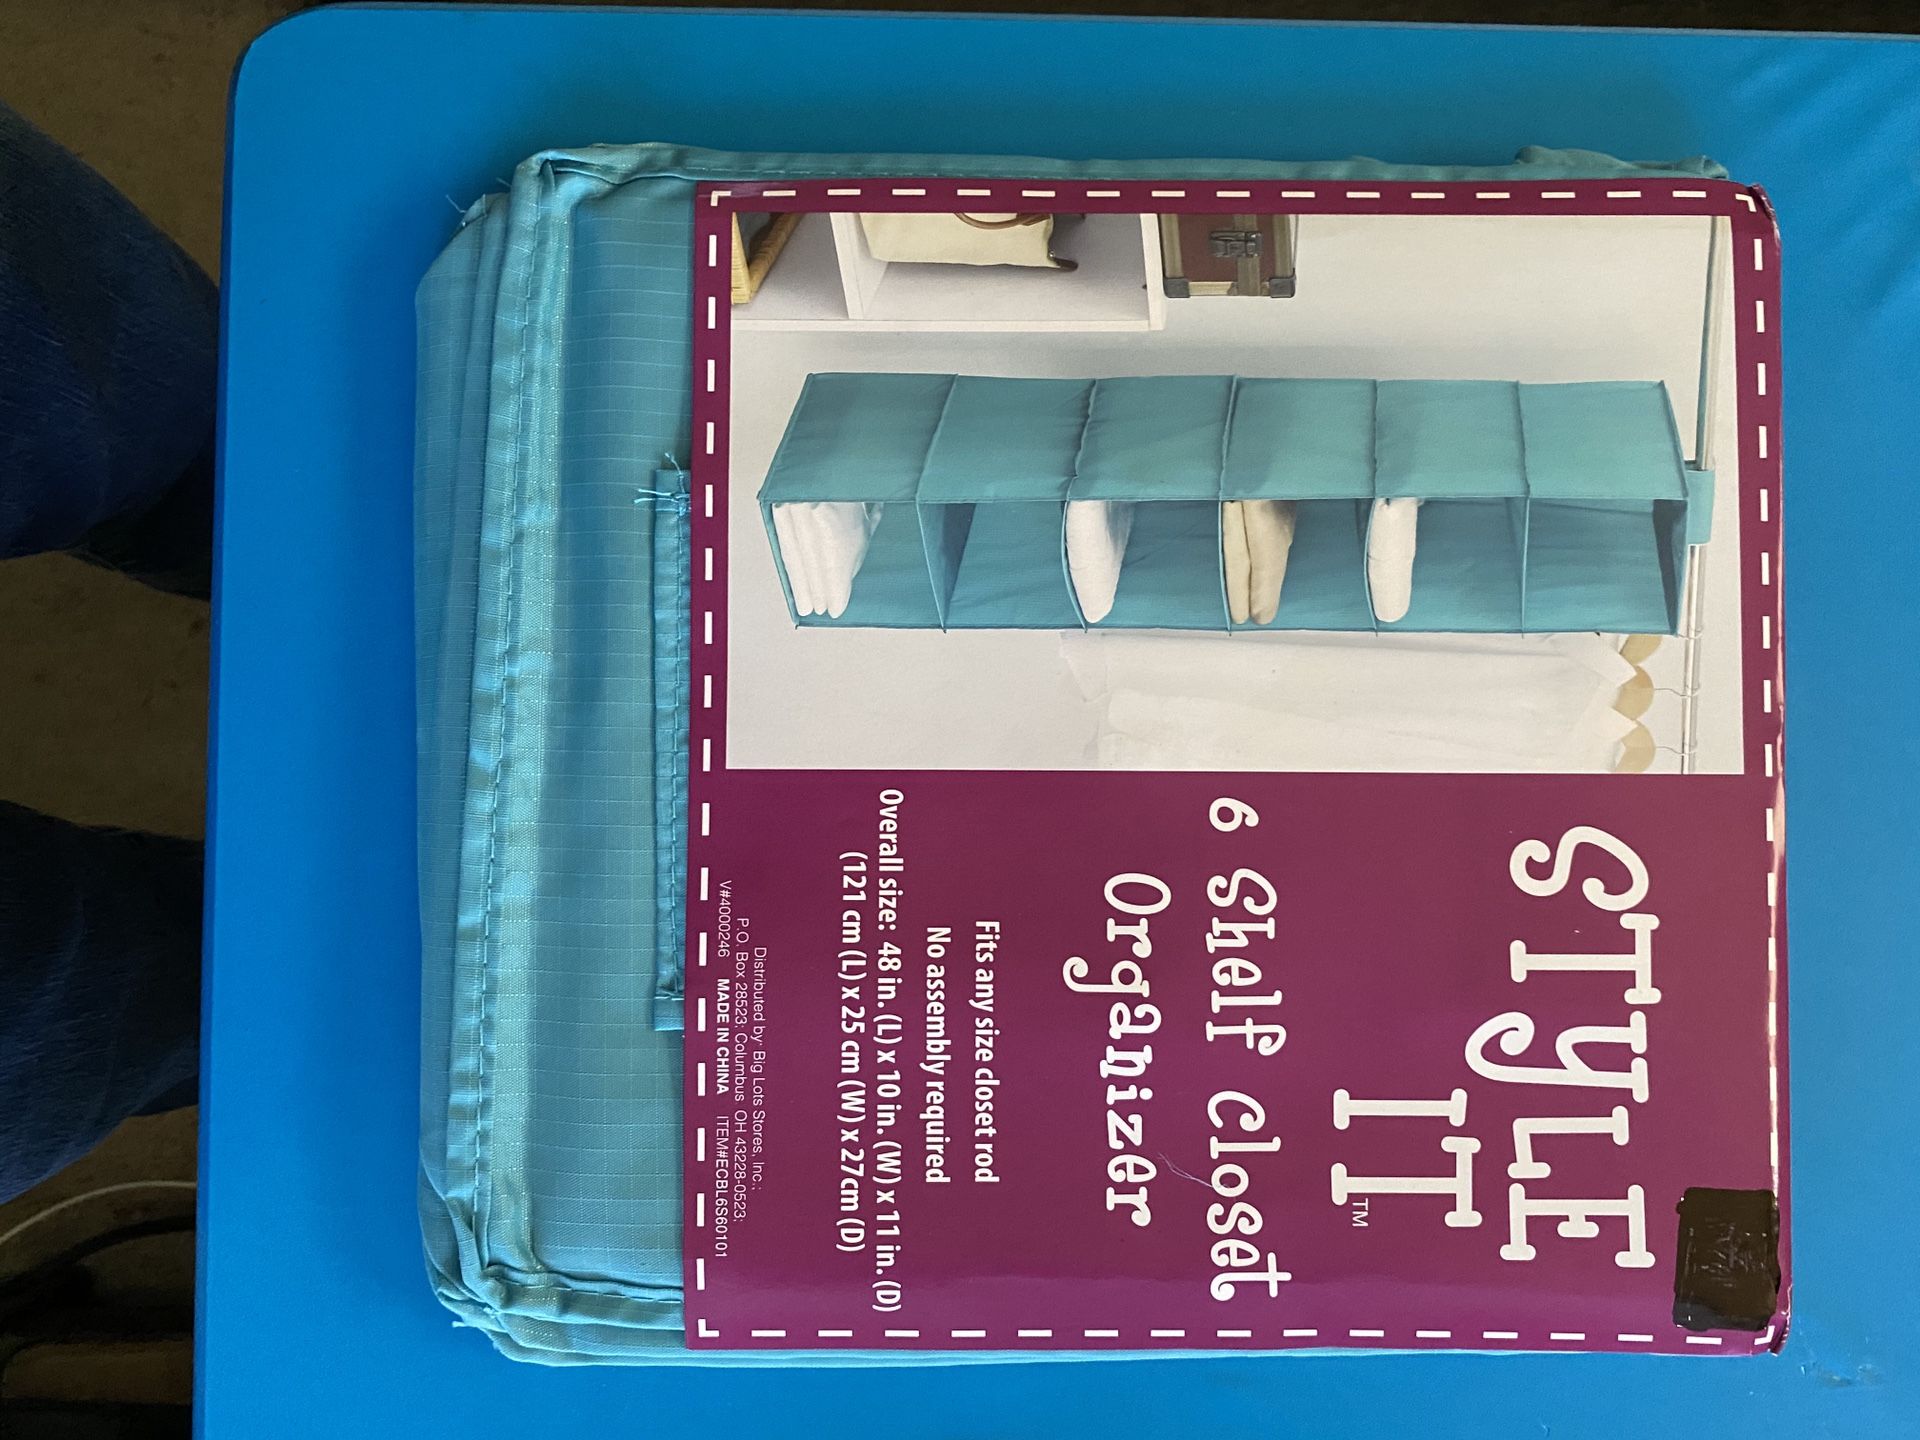 STYLE
IT™
6 Shelf Closet
Organizer
Fits any size closet rod
No assembly required
Overall size: 48 in. (L) x 10 in. (W) x 11 in. (D)
(121 cm (L) x 25 cm (W) x 27cm (D)
Distributed by: Big Lots Stores, Inc.;
P.O. Box 28523; Columbus OH 43228-0523;
V#4000246 MADE IN CHINA ITEM#ECBL6S60101